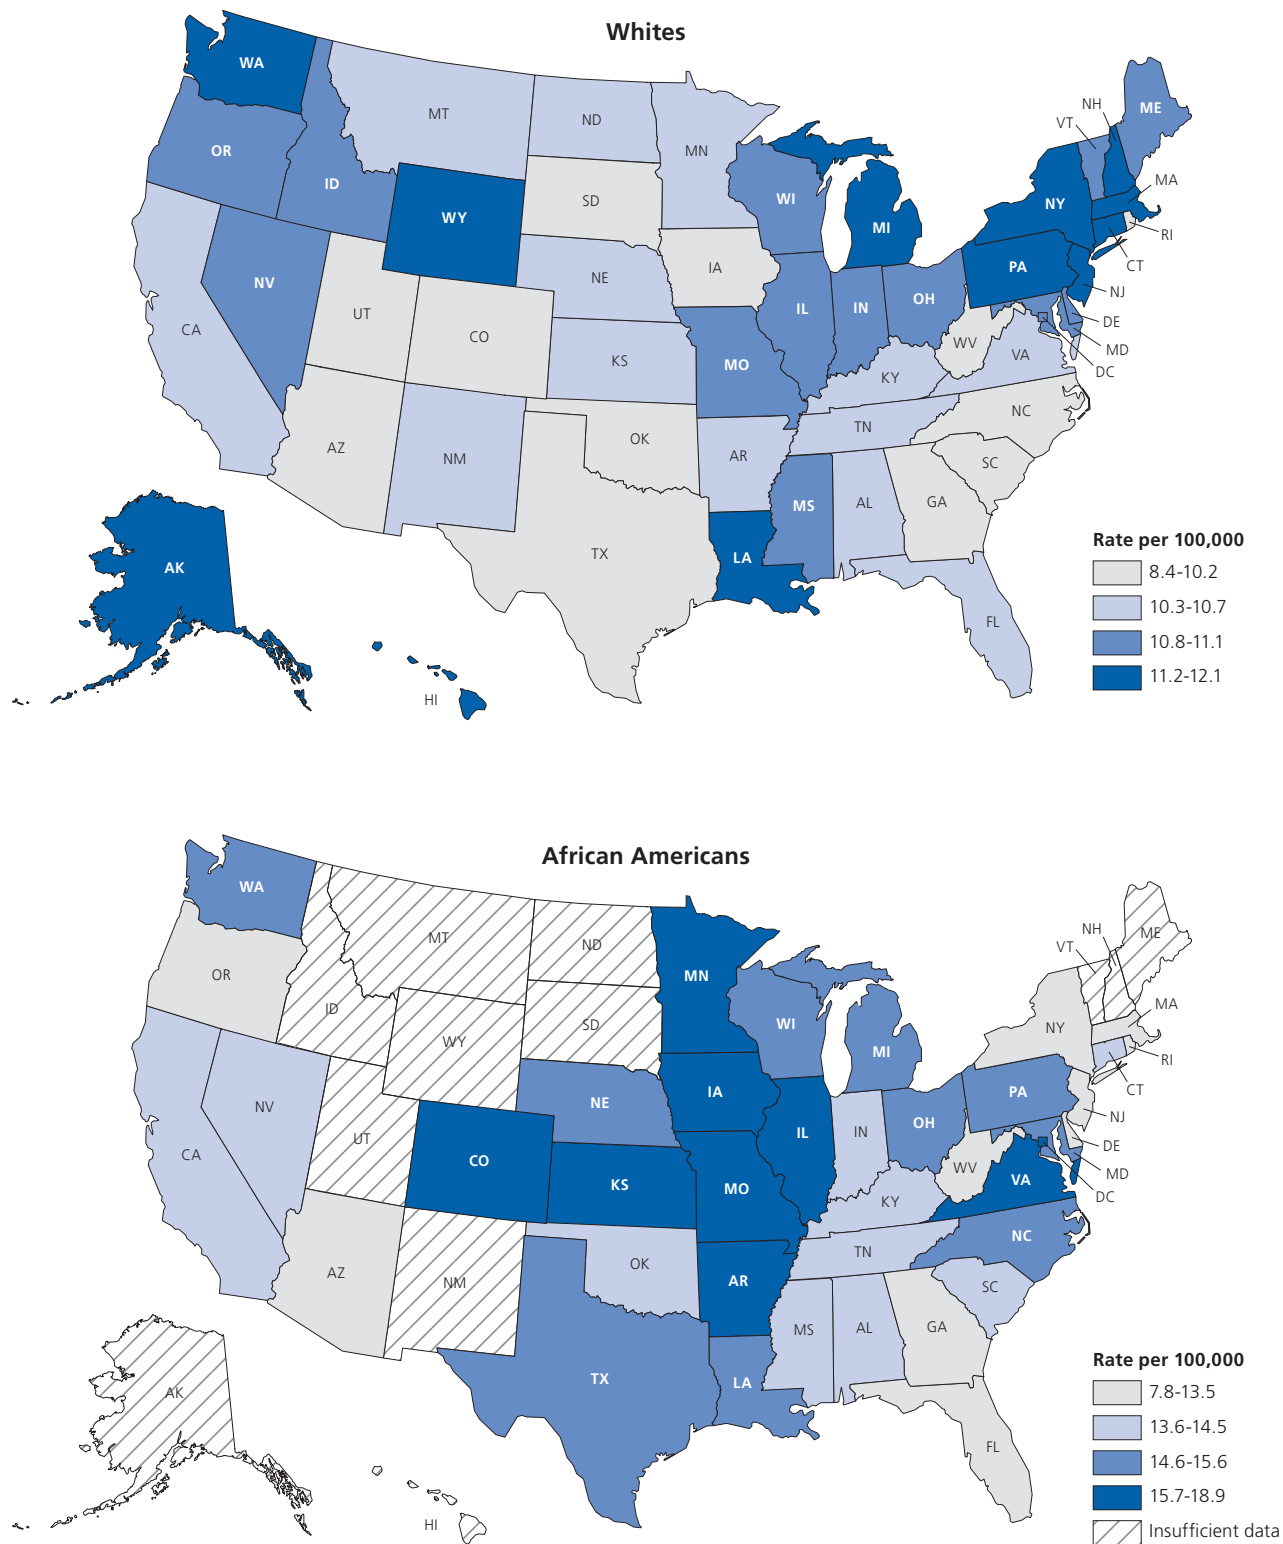 Whites
WA
OR
ID
MT
ND
MN
SD
WY
NV
CA
UT
CO
NE
IA
KS
MO
WI
MI
IL
IN
OH
KY
TN
WV
VA
NC
SC
GA
AL
MS
AR
LA
OK
TX
NM
AZ
FL
AK
HI
PA
NY
VT
NH
ME
MA
RI
CT
NJ
DE
MD
DC
Rate per 100,000
8.4-10.2
10.3-10.7
10.8-11.1
11.2-12.1
African Americans
WA
OR
ID
MT
ND
MN
SD
WY
NV
CA
UT
CO
NE
IA
KS
MO
WI
MI
IL
IN
OH
KY
TN
WV
VA
NC
SC
GA
AL
MS
AR
LA
OK
TX
NM
AZ
FL
AK
HI
PA
NY
VT
NH
ME
MA
RI
CT
NJ
DE
MD
DC
Rate per 100,000
7.8-13.5
13.6-14.5
14.6-15.6
15.7-18.9
Insufficient data